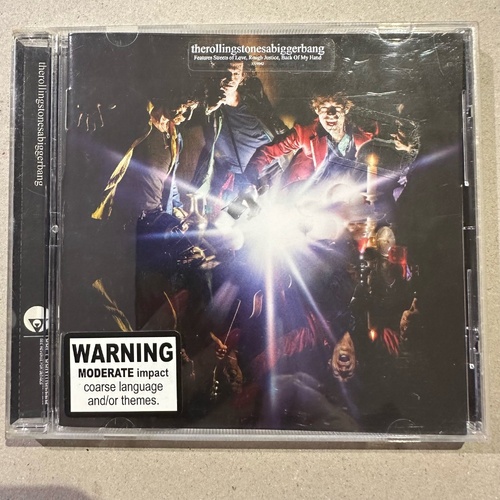 therollingstonesabiggerbang
Features Streets of Love, Rough Justice, Back Of My Hand
therollingstonesabiggerbang
WARNING
MODERATE impact
coarse language
and/or themes.